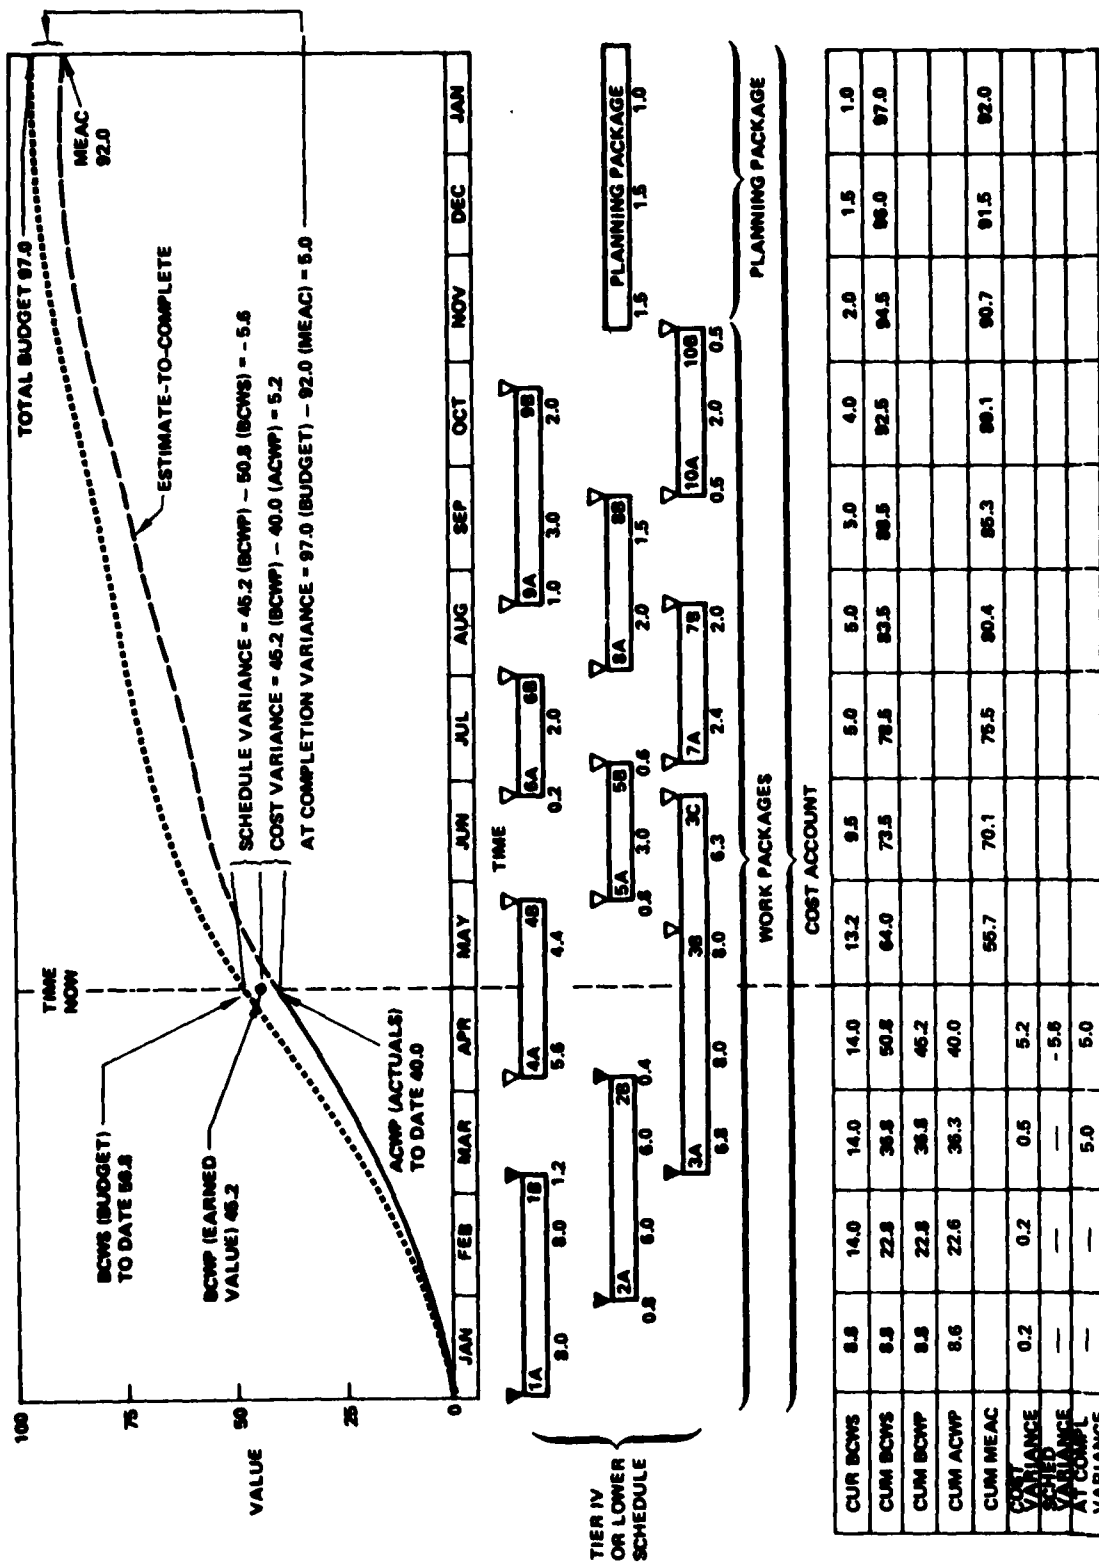 100
75
50
25
0
VALUE
TOTAL BUDGET 97.0
MEAC
92.0
ESTIMATE-TO-COMPLETE
TIME
NOW
BCWS (BUDGET)
TO DATE 50.8
BCWP (EARNED
VALUE) 45.2
ACWP (ACTUALS)
TO DATE 40.0
SCHEDULE VARIANCE = 45.2 (BCWP) – 50.8 (BCWS) = - 5.6
COST VARIANCE = 45.2 (BCWP) – 40.0 (ACWP) = 5.2
AT COMPLETION VARIANCE = 97.0 (BUDGET) – 92.0 (MEAC) = 5.0
JAN FEB MAR APR MAY JUN JUL AUG SEP OCT NOV DEC JAN
TIME
TIER IV
OR LOWER
SCHEDULE
1A 1B 4A 4B 6A 6B 9A 9B
8.0 8.0 1.2 5.6 4.4 0.2 2.0 1.0 3.0 2.0
2A 2B 5A 5B 8A 8B PLANNING PACKAGE
0.8 6.0 6.0 0.4 0.8 3.0 0.6 2.0 1.5 1.5 1.5 1.0
3A 3B 3C 7A 7B 10A 10B
6.8 8.0 8.0 6.3 2.4 2.0 0.5 2.0 0.5
WORK PACKAGES
PLANNING PACKAGE
COST ACCOUNT
CUR BCWS 8.8 14.0 14.0 14.0 13.2 9.5 5.0 5.0 5.0 4.0 2.0 1.5 1.0
CUM BCWS 8.8 22.8 36.8 50.8 64.0 73.5 78.5 83.5 88.5 92.5 94.5 96.0 97.0
CUM BCWP 8.8 22.8 36.8 45.2
CUM ACWP 8.6 22.6 36.3 40.0
CUM MEAC 55.7 70.1 75.5 80.4 85.3 89.1 90.7 91.5 92.0
COST
VARIANCE 0.2 0.2 0.5 5.2
SCHED
VARIANCE — — — - 5.6
AT COMPL
VARIANCE — — 5.0 5.0